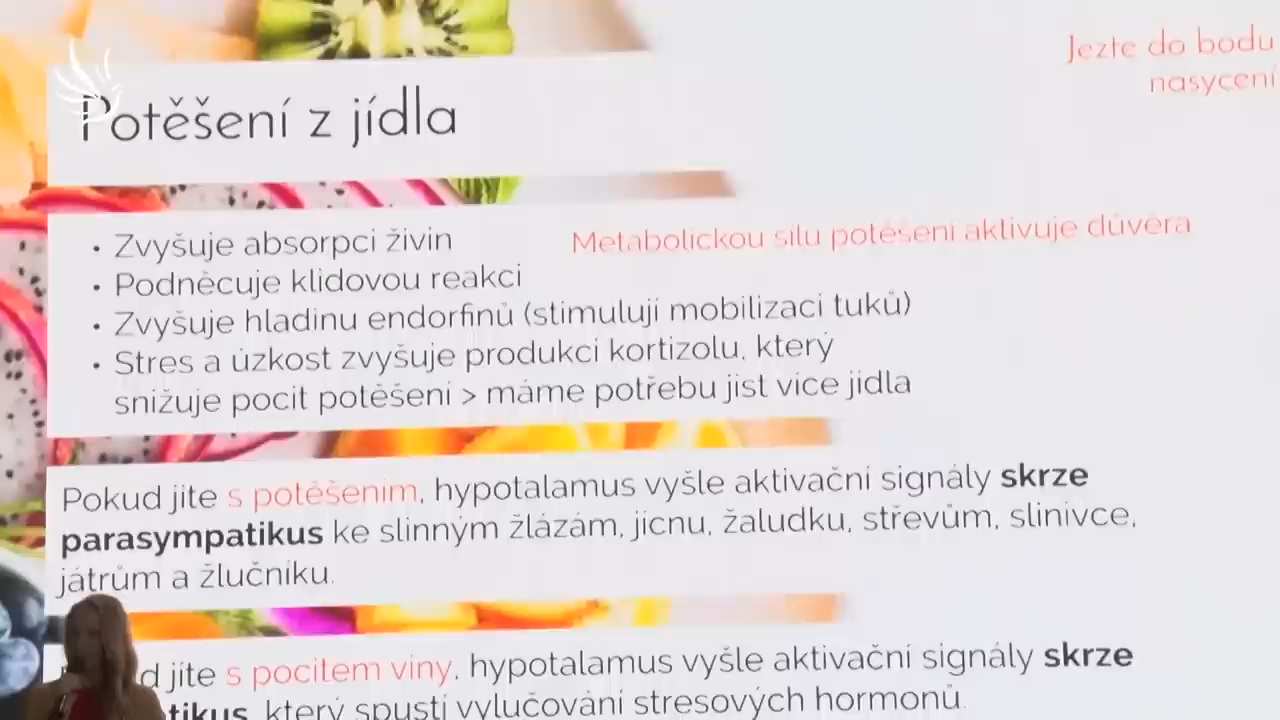 Jezte do bodu
nasycení
Potěšení z jídla
• Zvyšuje absorpci živin
Metabolickou sílu potěšení aktivuje důvěra
• Podněcuje klidovou reakci
• Zvyšuje hladinu endorfinů (stimulují mobilizaci tuků)
• Stres a úzkost zvyšuje produkci kortizolu, který
snižuje pocit potěšení > máme potřebu jíst více jídla
Pokud jíte s potěšením, hypotalamus vyšle aktivační signály skrze
parasympatikus ke slinným žlázám, jícnu, žaludku, střevům, slinivce,
játrům a žlučníku.
d jíte s pocitem viny, hypotalamus vyšle aktivační signály skrze
tikus, který spustí vylučování stresových hormonů.